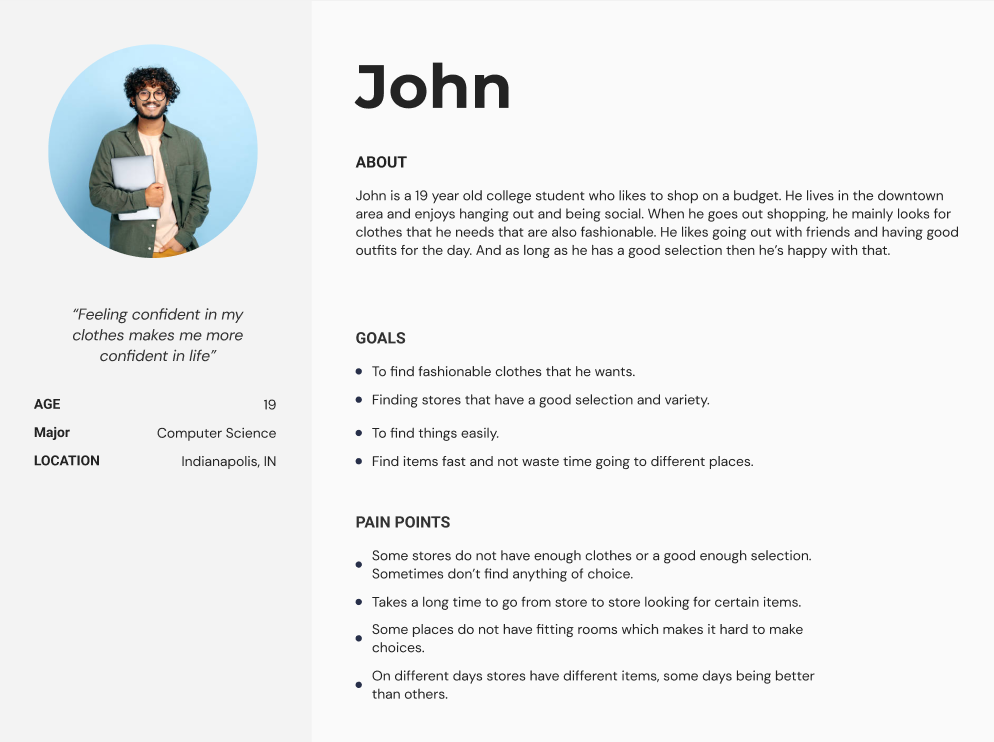 John
ABOUT
John is a 19 year old college student who likes to shop on a budget. He lives in the downtown
area and enjoys hanging out and being social. When he goes out shopping, he mainly looks for
clothes that he needs that are also fashionable. He likes going out with friends and having good
outfits for the day. And as long as he has a good selection then he’s happy with that.
“Feeling confident in my
clothes makes me more
confident in life”
AGE 19
Major Computer Science
LOCATION Indianapolis, IN
GOALS
To find fashionable clothes that he wants.
Finding stores that have a good selection and variety.
To find things easily.
Find items fast and not waste time going to different places.
PAIN POINTS
Some stores do not have enough clothes or a good enough selection.
Sometimes don’t find anything of choice.
Takes a long time to go from store to store looking for certain items.
Some places do not have fitting rooms which makes it hard to make
choices.
On different days stores have different items, some days being better
than others.